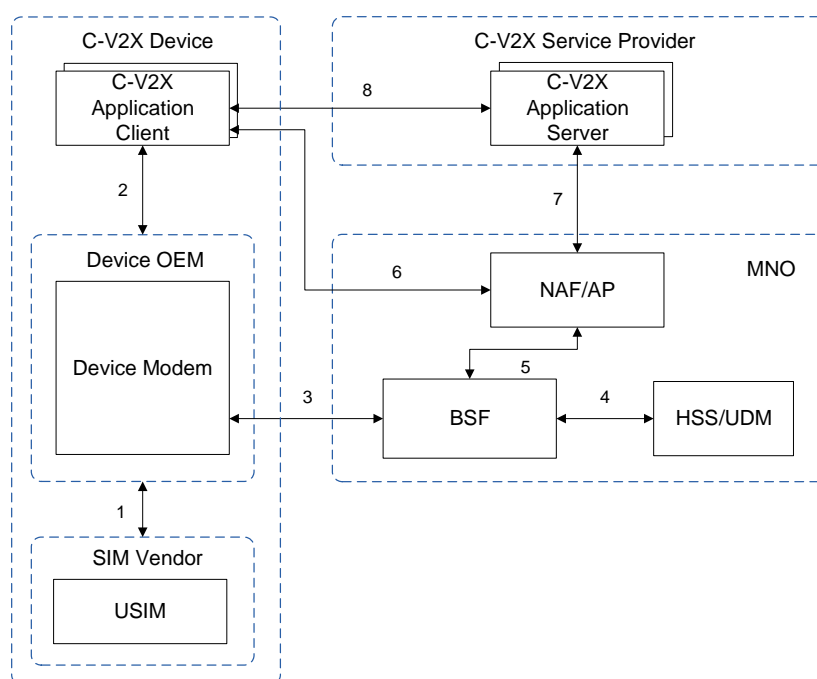 C-V2X Device
C-V2X
Application
Client
2
Device OEM
Device Modem
1
SIM Vendor
USIM
8
6
3
C-V2X Service Provider
C-V2X
Application
Server
7
MNO
NAF/AP
5
BSF
4
HSS/UDM